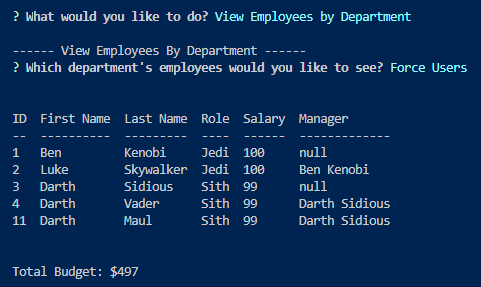 ? What would you like to do? View Employees by Department
------ View Employees By Department ------
? Which department's employees would you like to see? Force Users
ID  First Name  Last Name  Role  Salary  Manager
--  ----------  ---------  ----  ------  -------------
1   Ben         Kenobi     Jedi  100     null
2   Luke        Skywalker  Jedi  100     Ben Kenobi
3   Darth       Sidious    Sith  99      null
4   Darth       Vader      Sith  99      Darth Sidious
11  Darth       Maul       Sith  99      Darth Sidious
Total Budget: $497